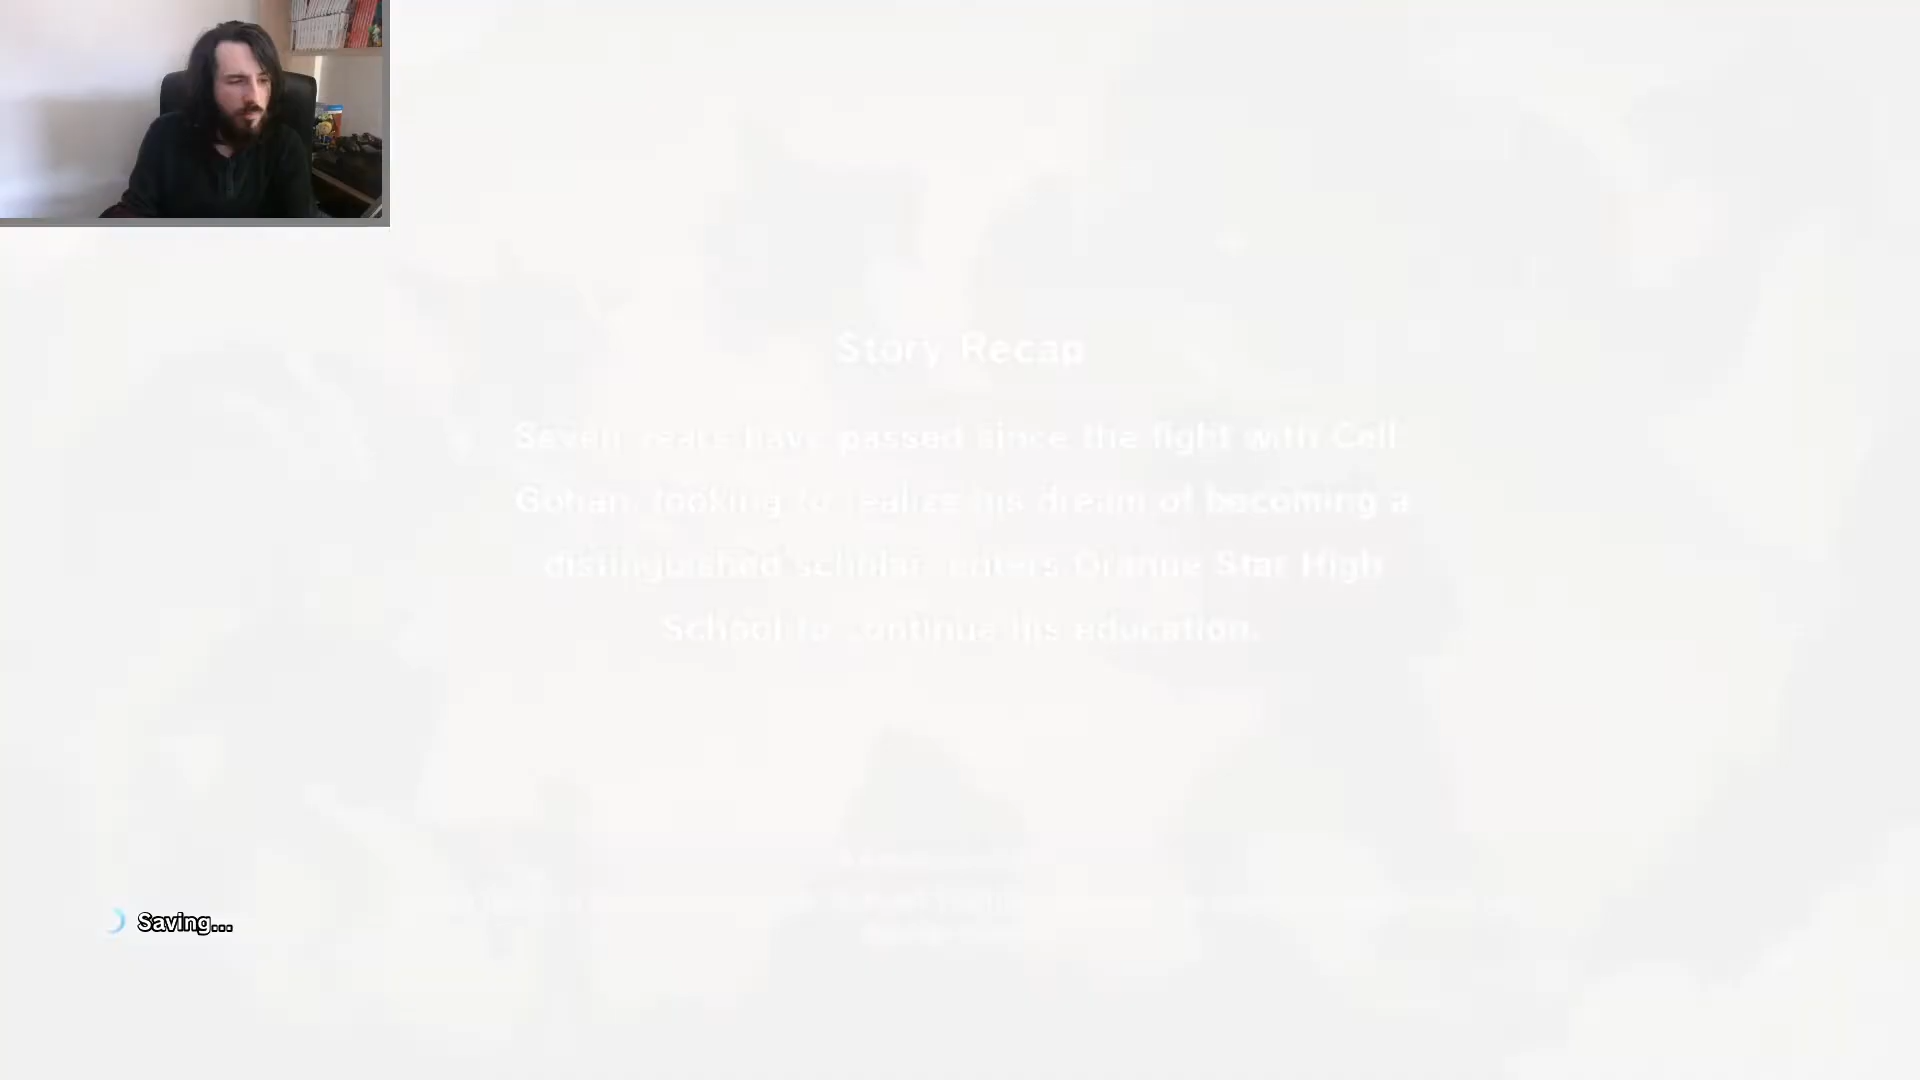 Story Recap
Seven years have passed since the fight with Cell.
Gohan, looking to realize his dream of becoming a
distinguished scholar, enters Orange Star High
School to continue his education.
Saving...